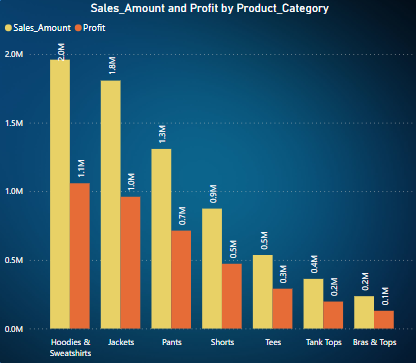 Sales_Amount and Profit by Product_Category
Sales_Amount Profit
2.0M
1.5M
1.0M
0.5M
0.0M
2.0M
1.1M
1.8M
1.0M
1.3M
0.7M
0.9M
0.5M
0.5M
0.3M
0.4M
0.2M
0.2M
0.1M
Hoodies &
Sweatshirts
Jackets
Pants
Shorts
Tees
Tank Tops
Bras & Tops